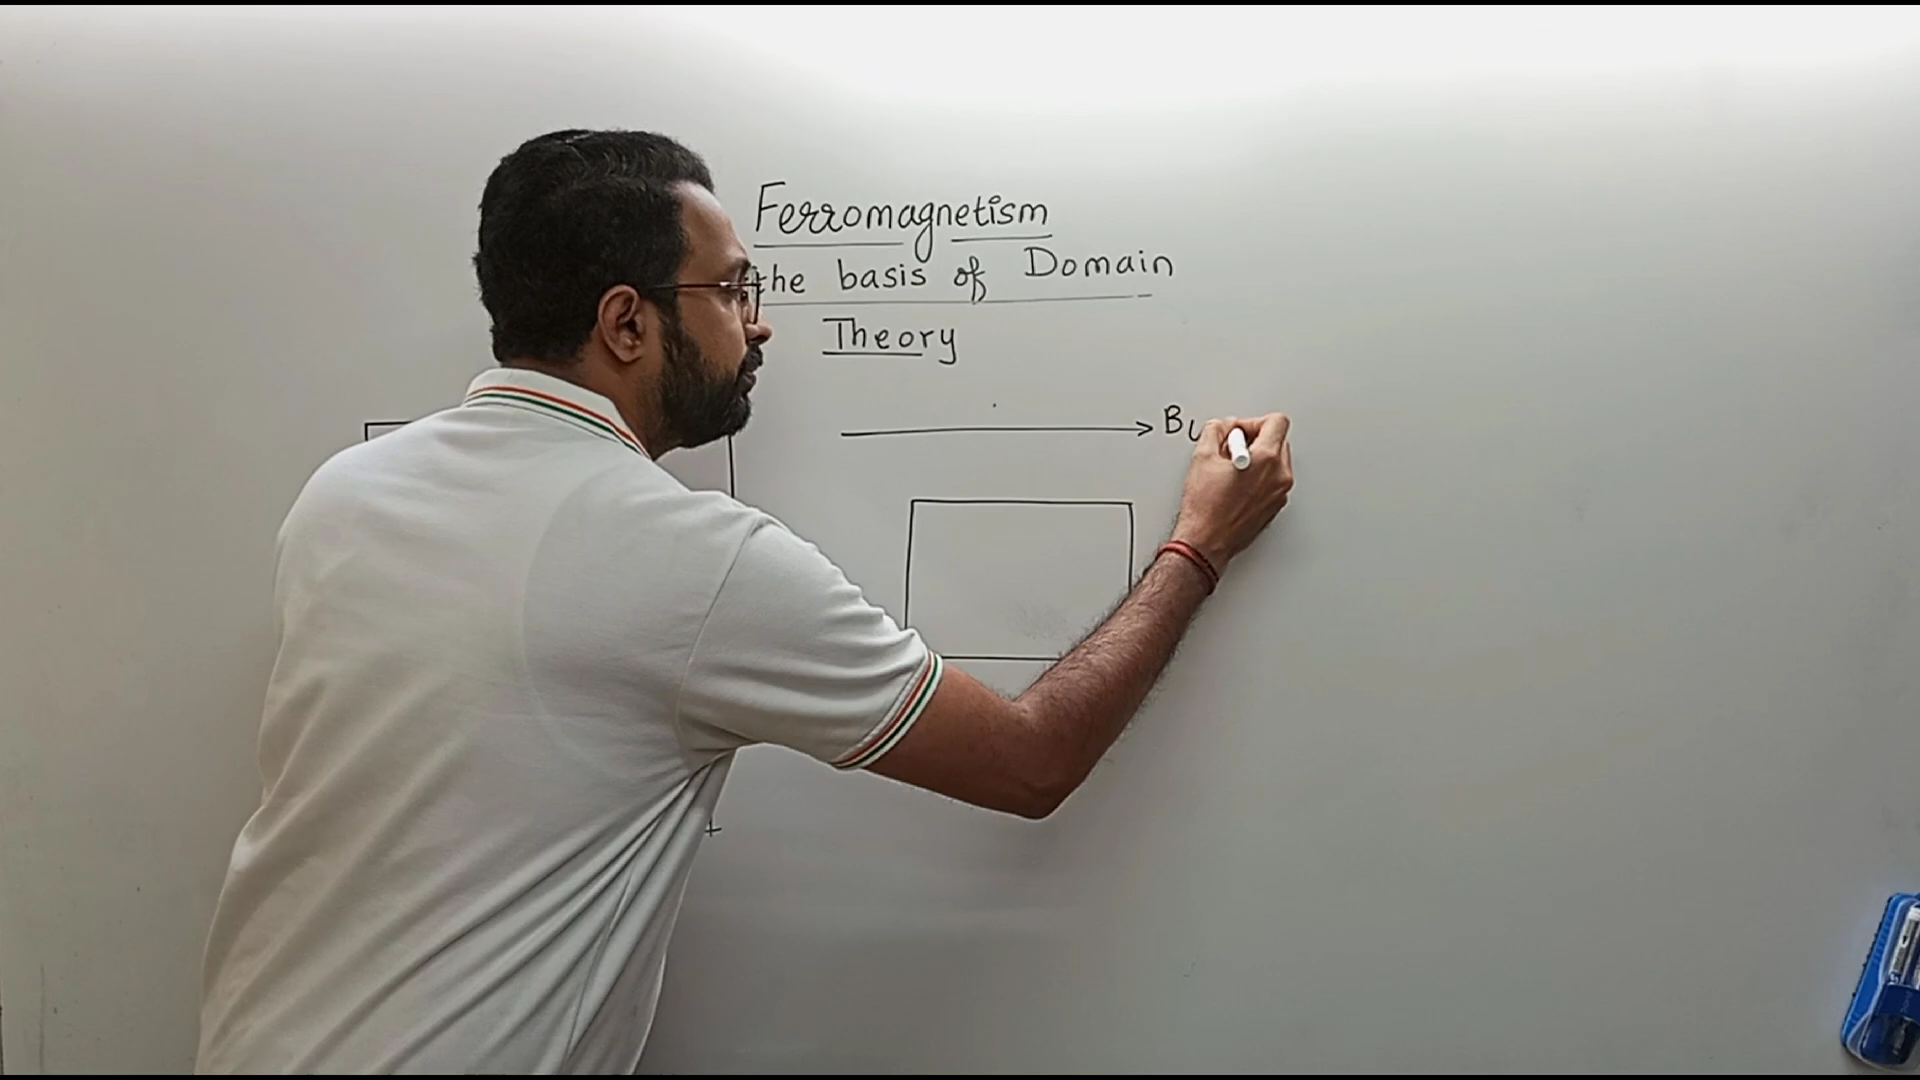 Ferromagnetism
the basis of Domain
Theory
B